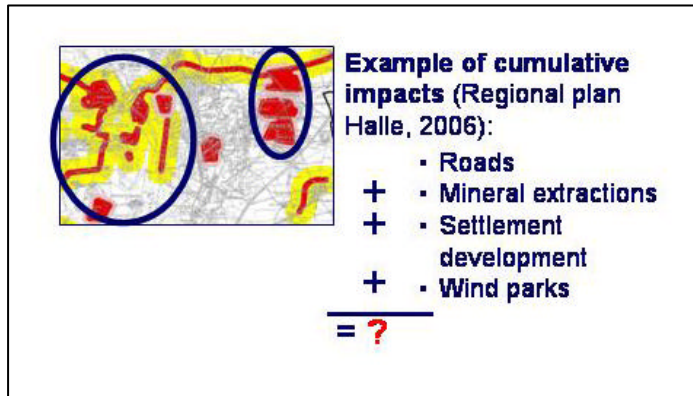 Example of cumulative
impacts (Regional plan
Halle, 2006):
▪ Roads
+ ▪ Mineral extractions
+ ▪ Settlement
development
+ ▪ Wind parks
= ?